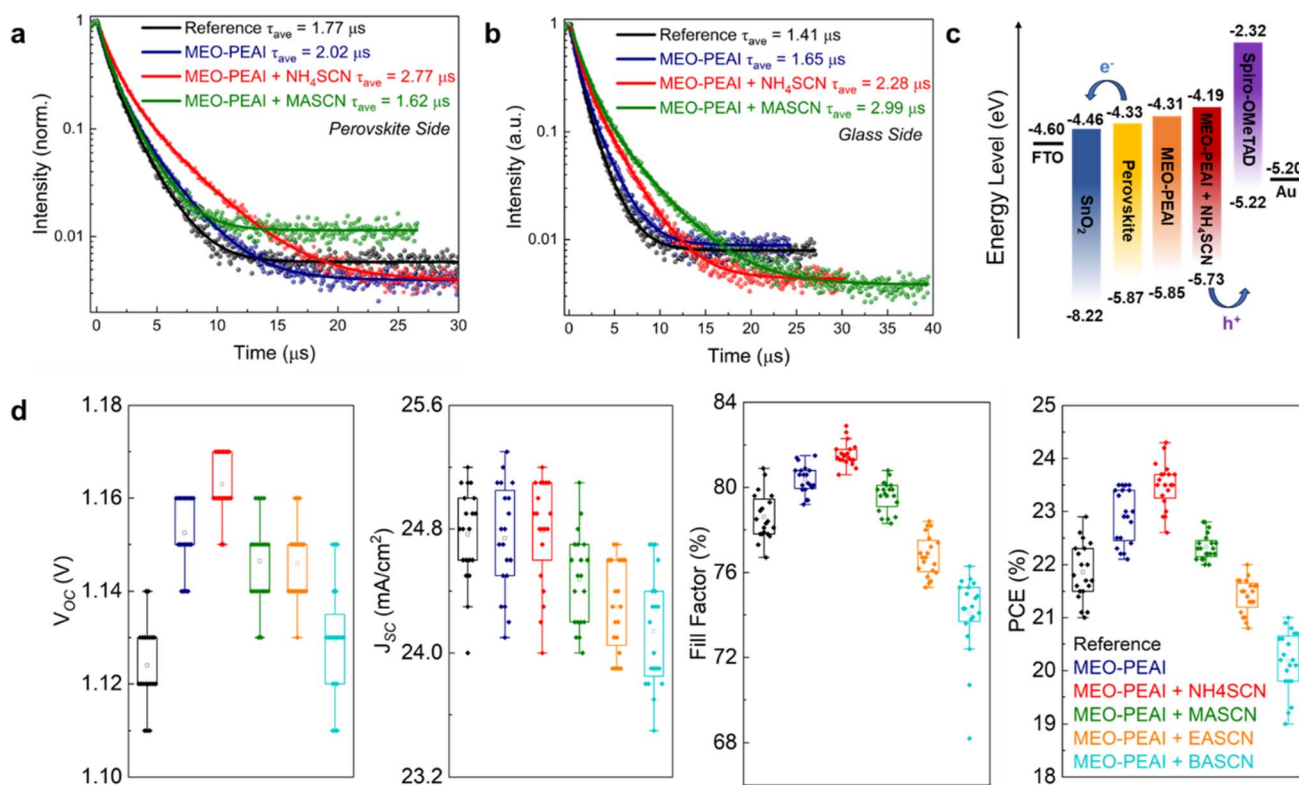 a
Reference τave = 1.77 μs
MEO-PEAI τave = 2.02 μs
MEO-PEAI + NH4SCN τave = 2.77 μs
MEO-PEAI + MASCN τave = 1.62 μs
Perovskite Side
Intensity (norm.)
1
0.1
0.01
0
5
10
15
20
25
30
Time (μs)
b
Reference τave = 1.41 μs
MEO-PEAI τave = 1.65 μs
MEO-PEAI + NH4SCN τave = 2.28 μs
MEO-PEAI + MASCN τave = 2.99 μs
Glass Side
Intensity (a.u.)
1
0.1
0.01
0
5
10
15
20
25
30
35
40
Time (μs)
c
Energy Level (eV)
e-
-4.60
FTO
-4.46
SnO2
-8.22
-4.33
Perovskite
-5.87
-4.31
MEO-PEAI
-5.85
-4.19
MEO-PEAI + NH4SCN
-5.73
h+
-2.32
Spiro-OMeTAD
-5.22
-5.20
Au
d
VOC (V)
1.18
1.16
1.14
1.12
1.10
JSC (mA/cm2)
25.6
24.8
24.0
23.2
Fill Factor (%)
84
80
76
72
68
PCE (%)
25
24
23
22
21
20
19
18
Reference
MEO-PEAI
MEO-PEAI + NH4SCN
MEO-PEAI + MASCN
MEO-PEAI + EASCN
MEO-PEAI + BASCN